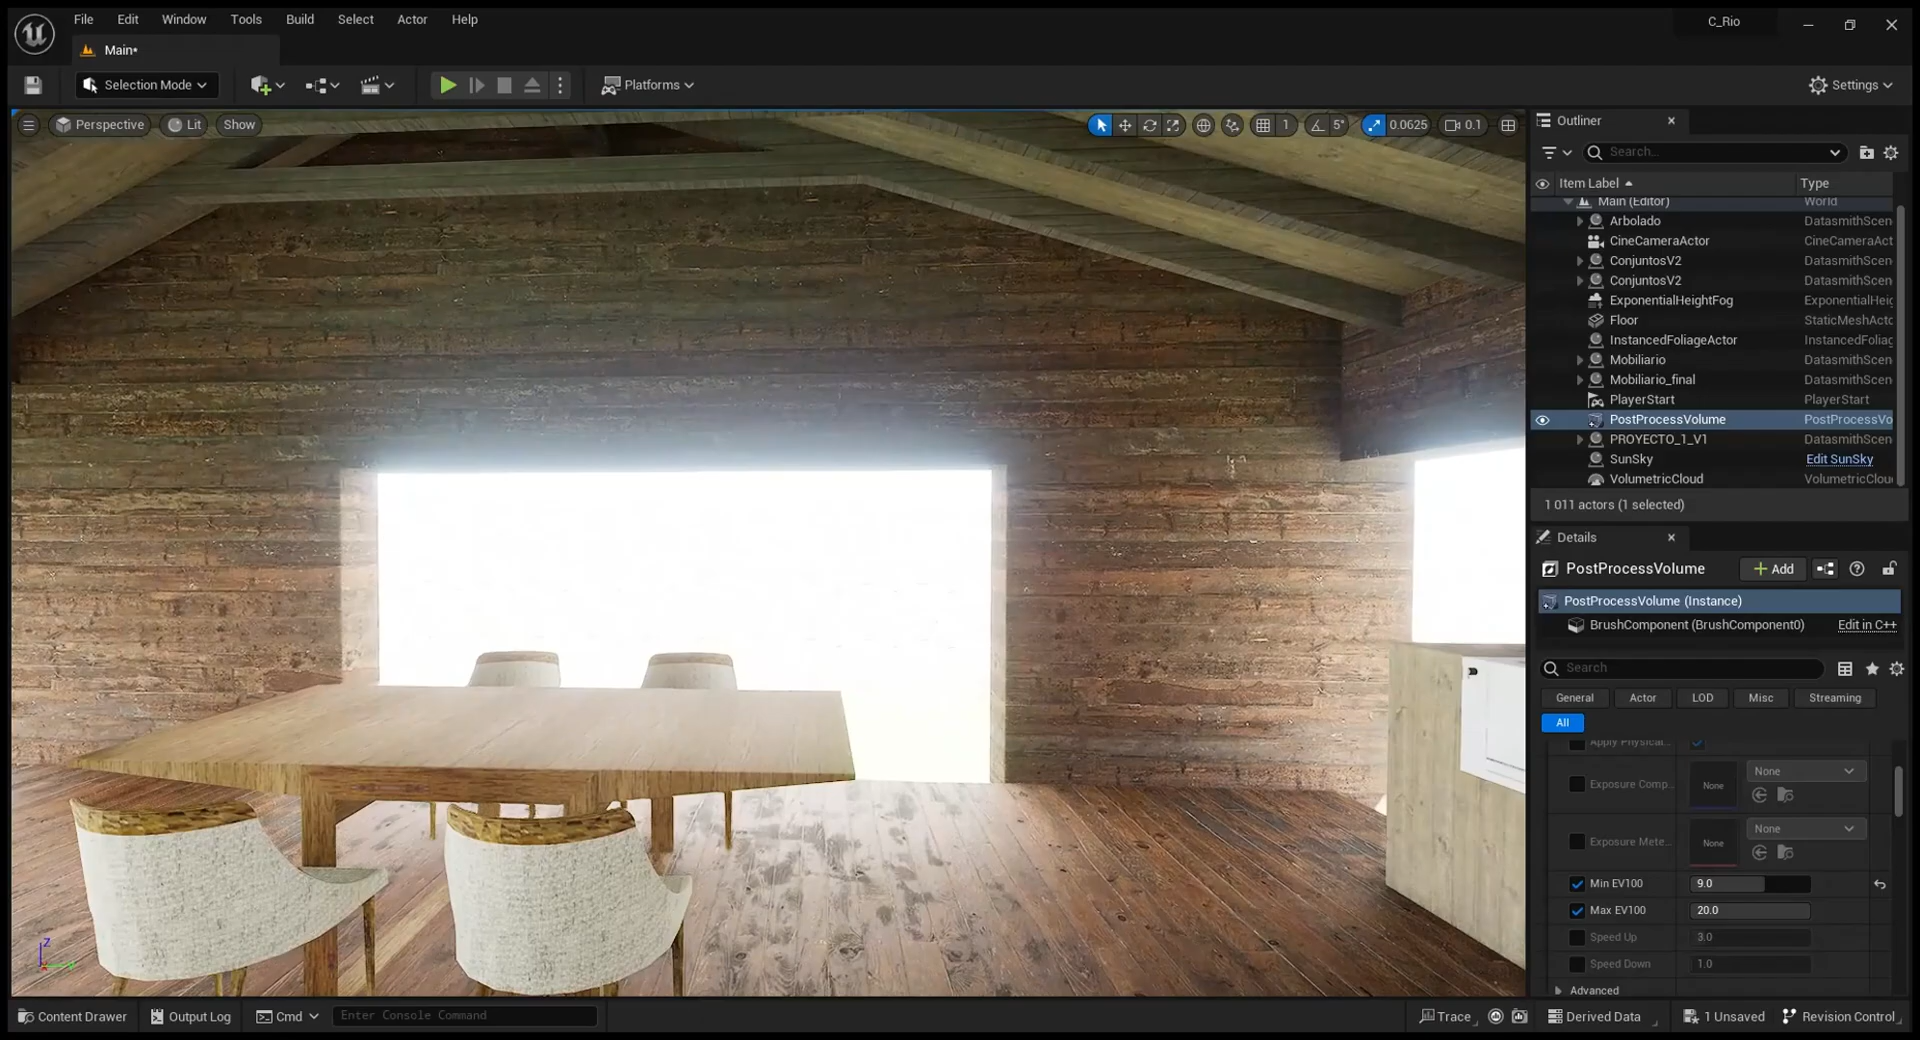 File Edit Window Tools Build Select Actor Help C_Rio
Main•
Selection Mode Platforms Settings
Perspective Lit Show 1 5° 0.0625 0.1
Outliner
Search...
Item Label Type
Main (Editor) World
Arbolado DatasmithScen
CineCameraActor CineCameraAct
ConjuntosV2 DatasmithScen
ConjuntosV2 DatasmithScen
ExponentialHeightFog ExponentialHeig
Floor StaticMeshActo
InstancedFoliageActor InstancedFoliag
Mobiliario DatasmithScen
Mobiliario_final DatasmithScen
PlayerStart PlayerStart
PostProcessVolume PostProcessVo
PROYECTO_1_V1 DatasmithScen
SunSky Edit SunSky
VolumetricCloud VolumetricClou
1 011 actors (1 selected)
Details
PostProcessVolume Add
PostProcessVolume (Instance)
BrushComponent (BrushComponent0) Edit in C++
Search
General Actor LOD Misc Streaming
All
Apply Physical...
Exposure Comp... None None
Exposure Mete... None None
Min EV100 9.0
Max EV100 20.0
Speed Up 3.0
Speed Down 1.0
Advanced
Z
Content Drawer Output Log Cmd Enter Console Command Trace Derived Data 1 Unsaved Revision Control